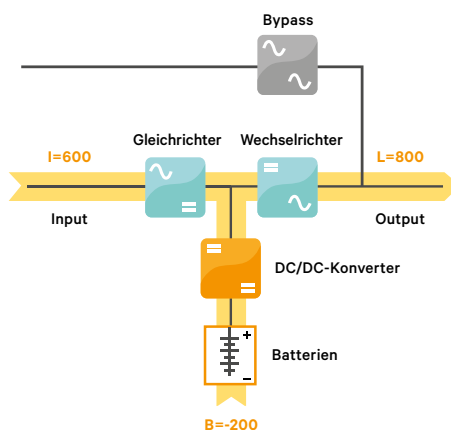 Bypass
Gleichrichter
Wechselrichter
I=600
L=800
Input
Output
DC/DC-Konverter
+
Batterien
–
B=-200